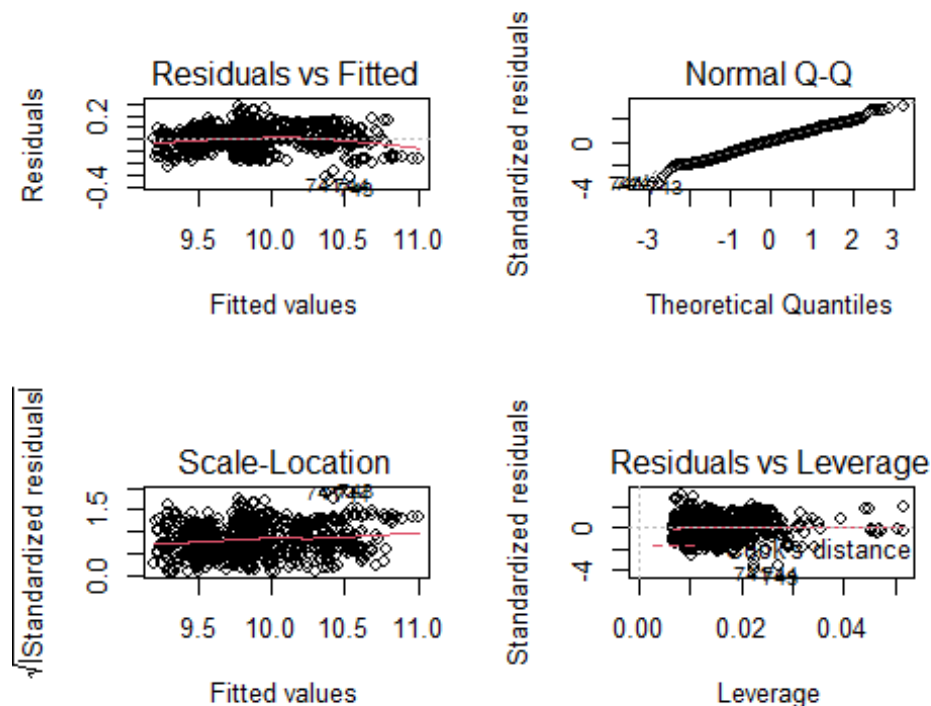 Residuals vs Fitted
Residuals
0.2
-0.4
9.5 10.0 10.5 11.0
Fitted values
Normal Q-Q
Standardized residuals
0
-4
-3 -1 0 1 2 3
Theoretical Quantiles
Scale-Location
√|Standardized residuals|
1.5
0.0
9.5 10.0 10.5 11.0
Fitted values
Residuals vs Leverage
Standardized residuals
0
-4
Cook's distance
0.00 0.02 0.04
Leverage